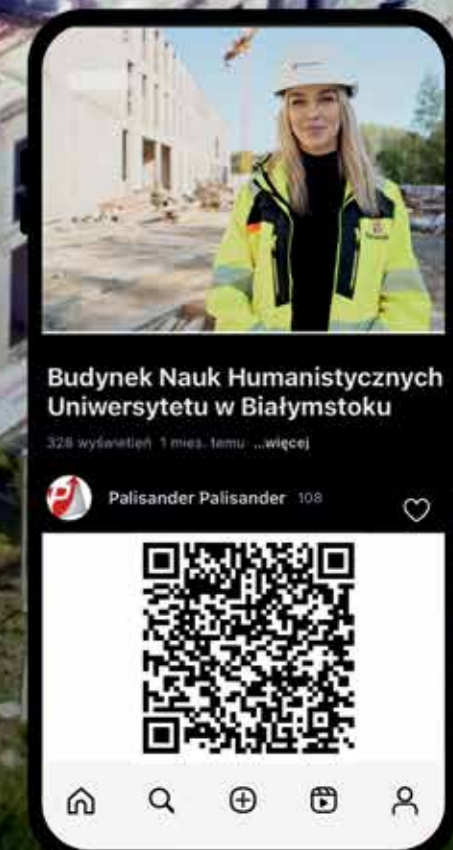 Budynek Nauk Humanistycznych
Uniwersytetu w Białymstoku
328 wyświetleń 1 mies. temu ...więcej
Palisander Palisander 108